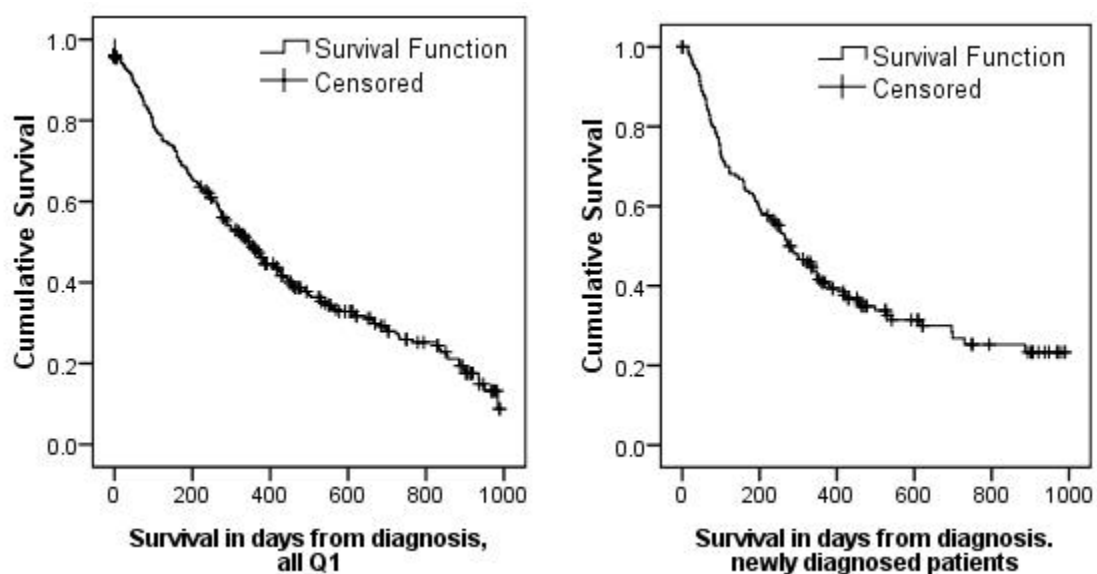 1.0
0.8
0.6
0.4
0.2
0.0
Cumulative Survival
Survival Function
Censored
0 200 400 600 800 1000
Survival in days from diagnosis,
all Q1
1.0
0.8
0.6
0.4
0.2
0.0
Cumulative Survival
Survival Function
Censored
0 200 400 600 800 1000
Survival in days from diagnosis.
newly diagnosed patients